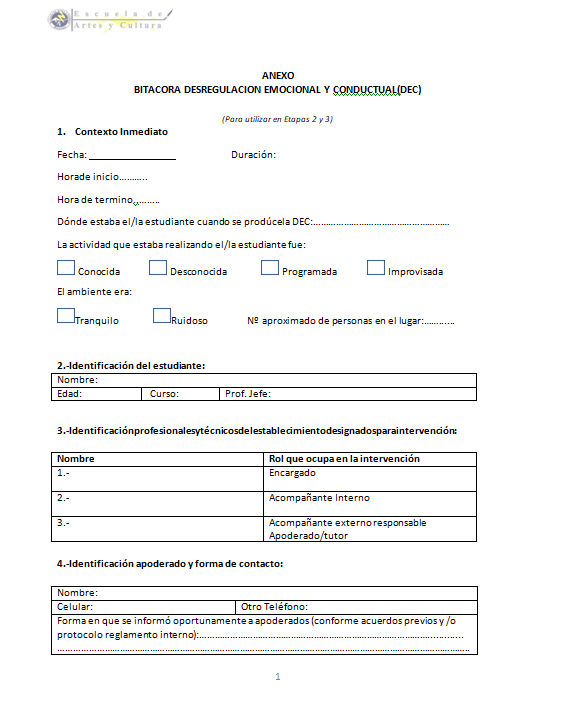 Escuela de
Artes y Cultura
ANEXO
BITACORA DESREGULACION EMOCIONAL Y CONDUCTUAL(DEC)
(Para utilizar en Etapas 2 y 3)
1. Contexto Inmediato
Fecha: __________________ Duración:
Horade inicio...........
Hora de termino,,........
Dónde estaba el/la estudiante cuando se prodúcela DEC:......................................................
La actividad que estaba realizando el/la estudiante fue:
Conocida Desconocida Programada Improvisada
El ambiente era:
Tranquilo Ruidoso Nº aproximado de personas en el lugar:............
2.-Identificación del estudiante:
Nombre:
Edad: Curso: Prof. Jefe:
3.-Identificaciónprofesionalesytécnicosdelestablecimientodesignadosparaintervención:
Nombre Rol que ocupa en la intervención
1.- Encargado
2.- Acompañante Interno
3.- Acompañante externo responsable
Apoderado/tutor
4.-Identificación apoderado y forma de contacto:
Nombre:
Celular: Otro Teléfono:
Forma en que se informó oportunamente a apoderados (conforme acuerdos previos y /o
protocolo reglamento interno):............................................................................................
..............................................................................................................................................
1